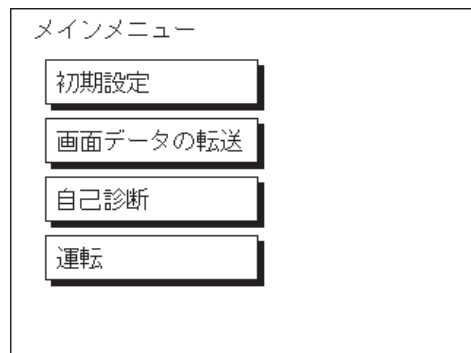 メインメニュー
初期設定
画面データの転送
自己診断
運転